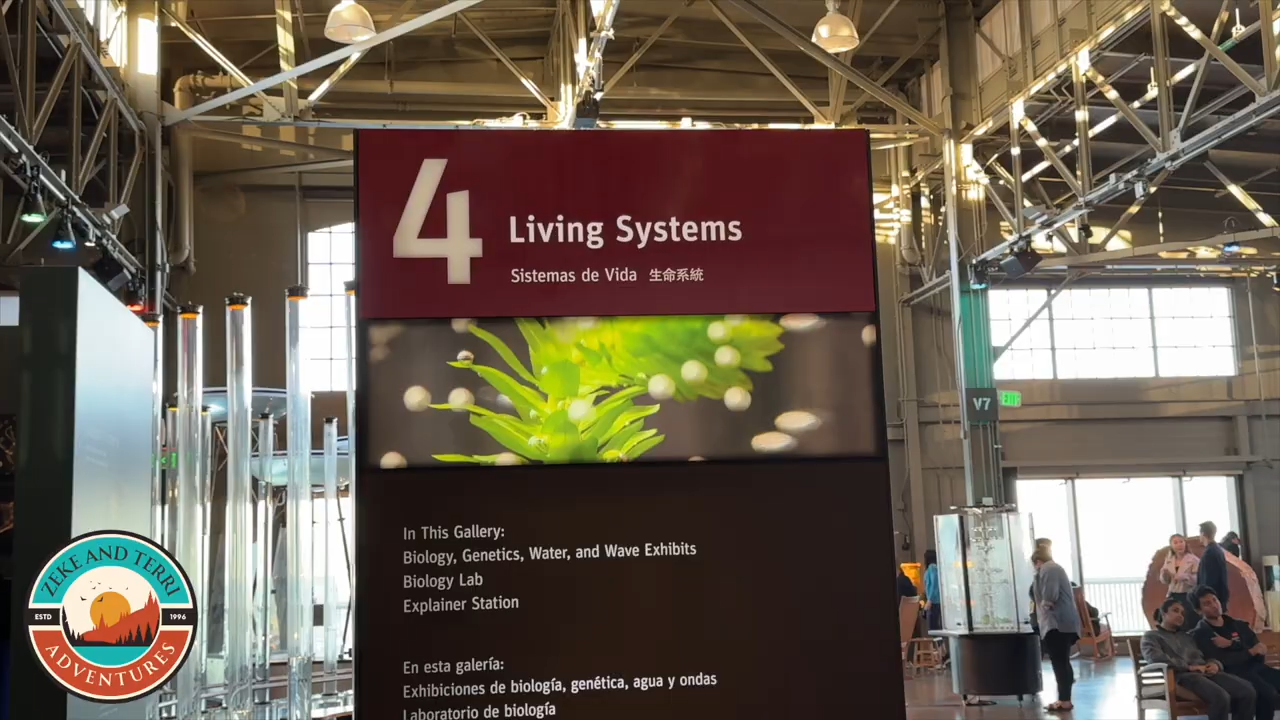 4
Living Systems
Sistemas de Vida 生命系統
In This Gallery:
Biology, Genetics, Water, and Wave Exhibits
Biology Lab
Explainer Station
En esta galería:
Exhibiciones de biología, genética, agua y ondas
Laboratorio de biología
V7
EXIT
ZEKE AND TERRI
ESTD 1996
ADVENTURES